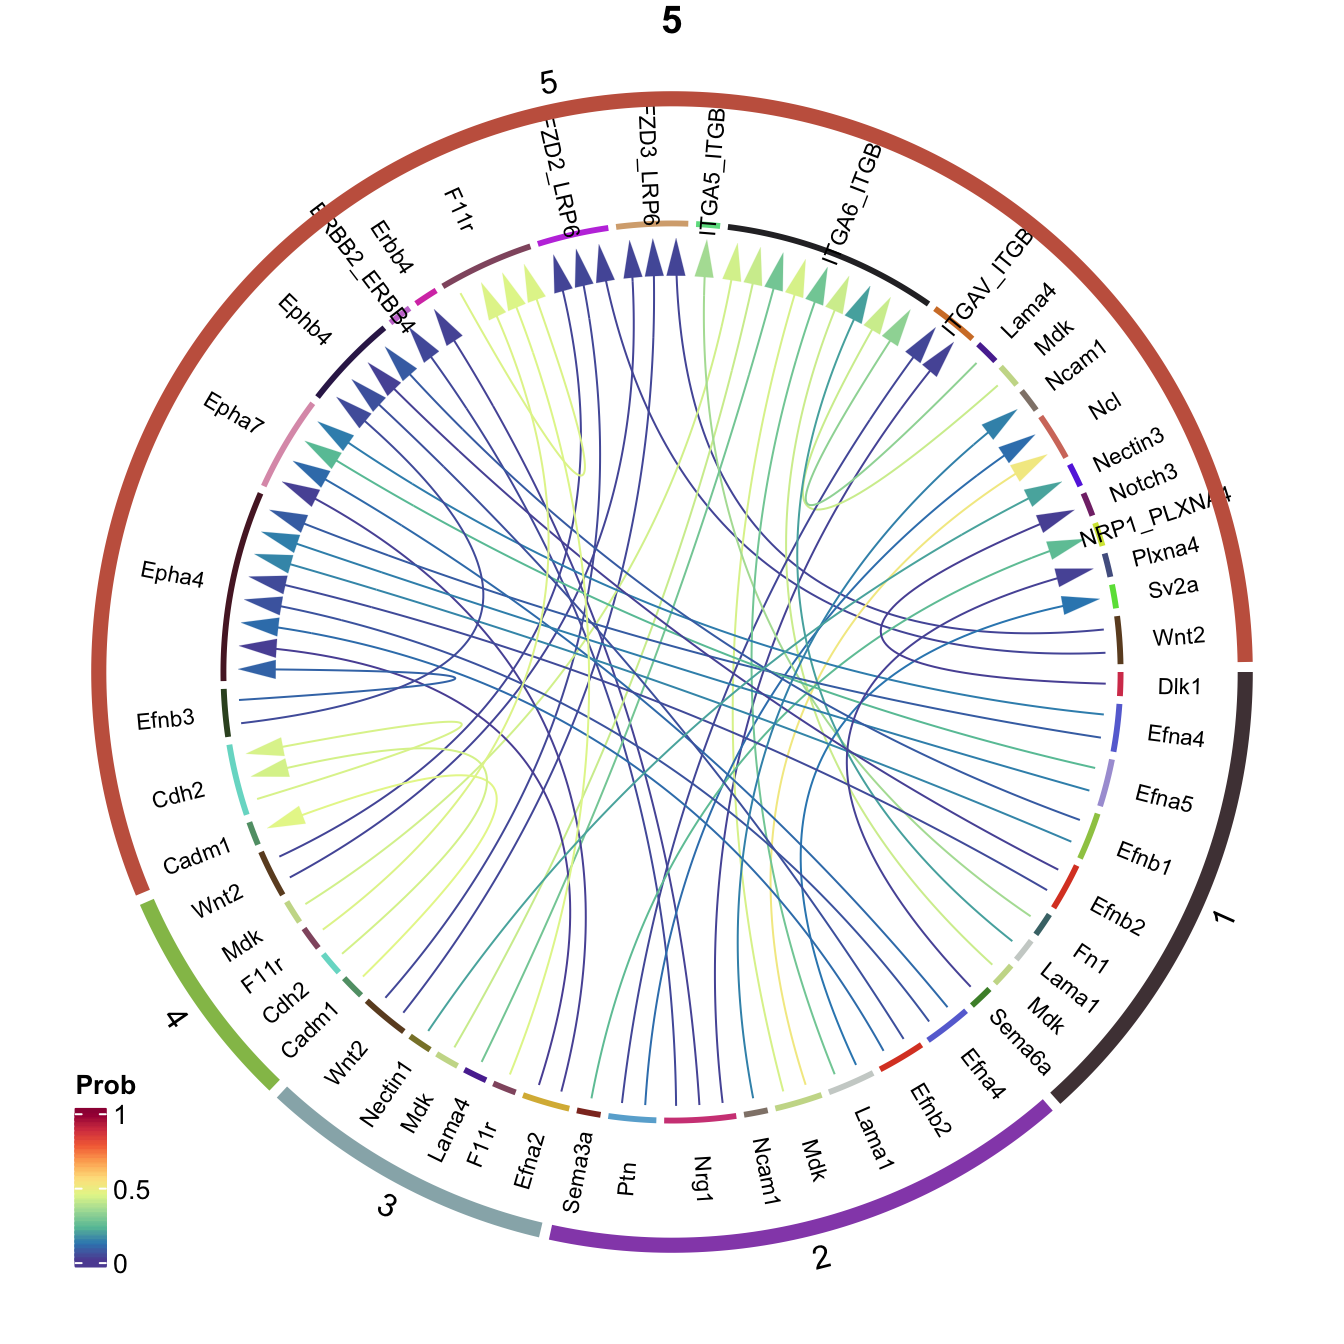 5
5
FZD2_LRP6
FZD3_LRP6
ITGA5_ITGB
ITGA6_ITGB
ITGAV_ITGB
Lama4
Mdk
Ncam1
Ncl
Nectin3
Notch3
NRP1_PLXNA4
Plxna4
Sv2a
Wnt2
Dlk1
Efna4
Efna5
Efnb1
Efnb2
Fn1
Lama1
Mdk
Sema6a
1
Efna4
Efnb2
Lama1
Mdk
Ncam1
Nrg1
Ptn
Sema3a
2
Efna2
F11r
Lama4
Mdk
Nectin1
Wnt2
3
Cadm1
Cdh2
F11r
Mdk
Wnt2
4
Cadm1
Cdh2
Efnb3
Epha4
Epha7
Ephb4
ERBB2_ERBB4
Erbb4
F11r
Prob
1
0.5
0